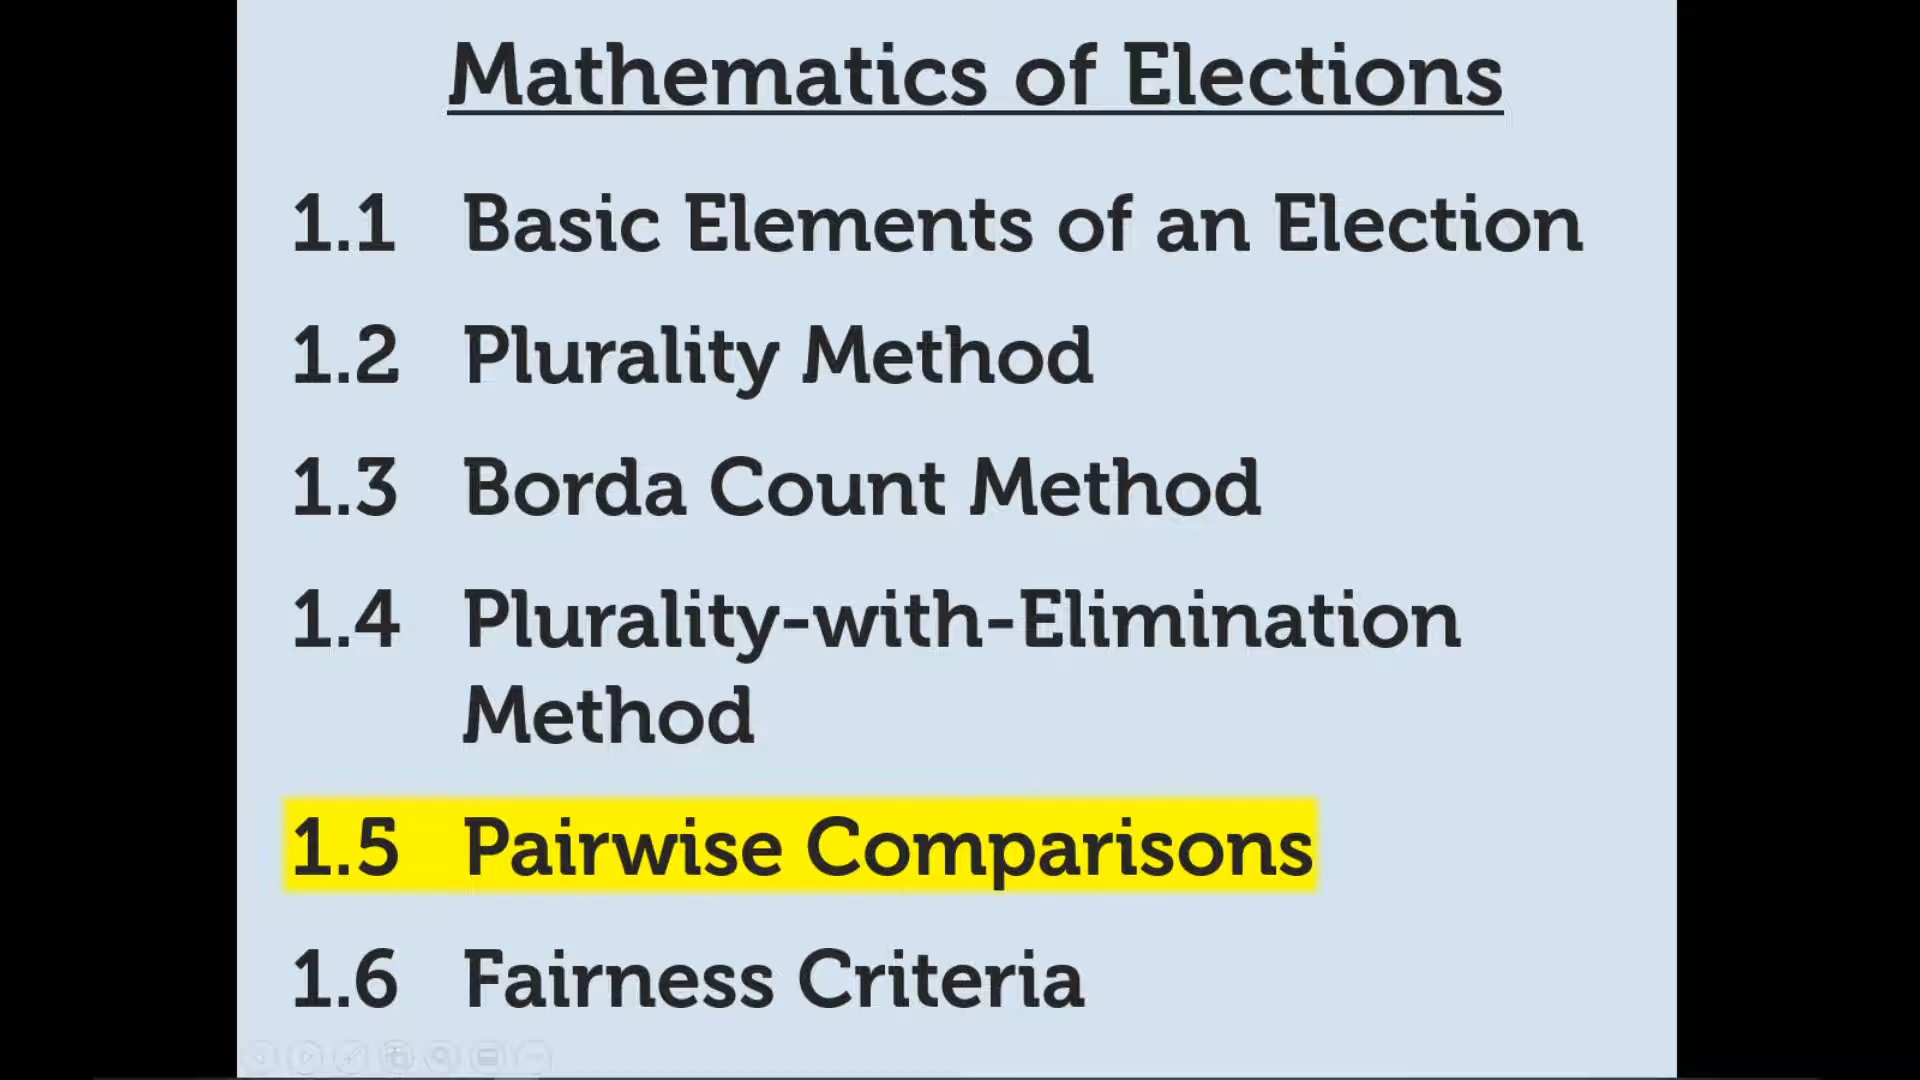 Mathematics of Elections
1.1 Basic Elements of an Election
1.2 Plurality Method
1.3 Borda Count Method
1.4 Plurality-with-Elimination
Method
1.5 Pairwise Comparisons
1.6 Fairness Criteria